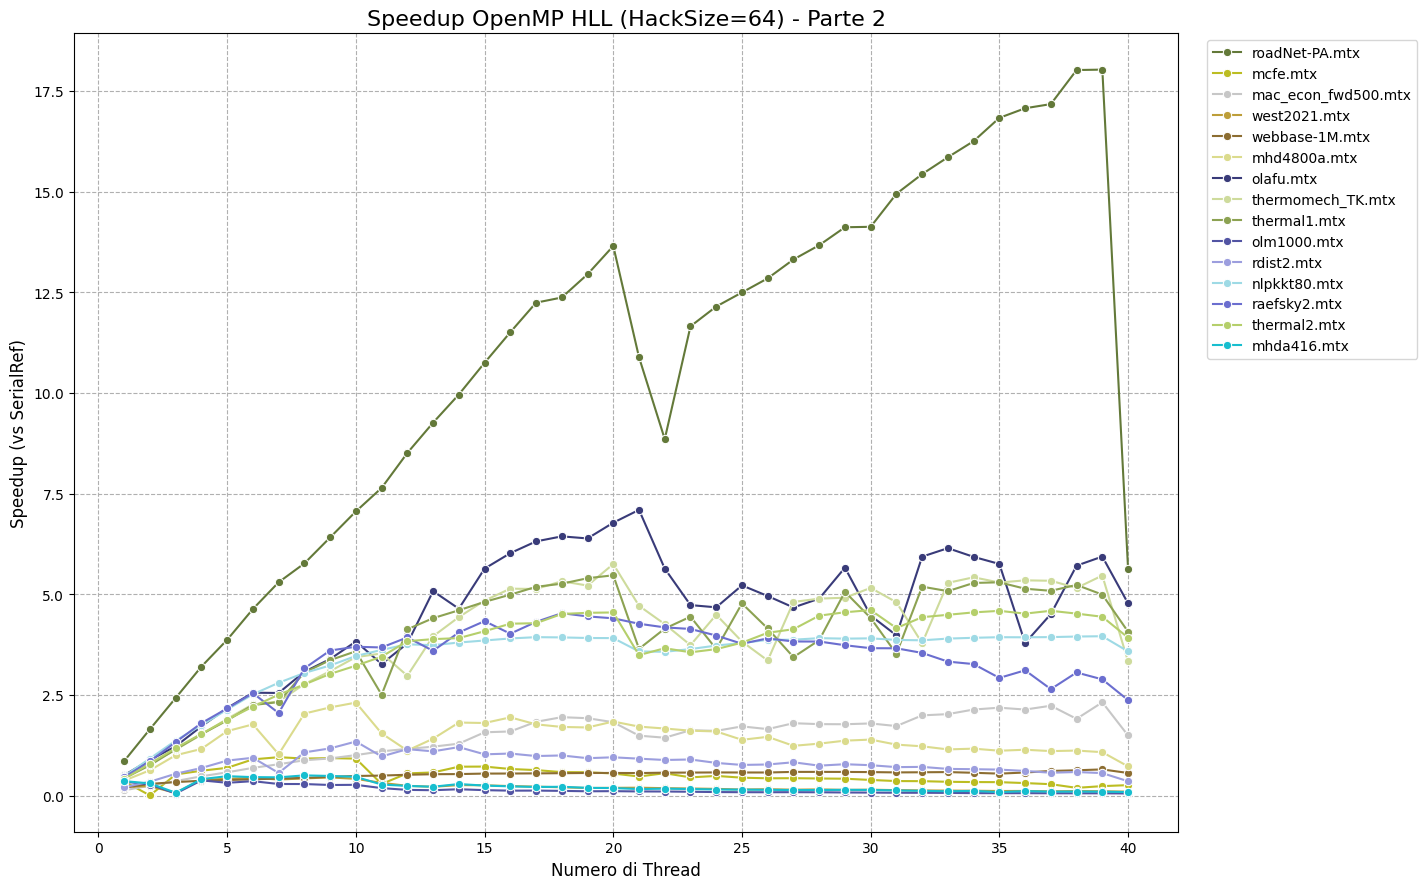 Speedup OpenMP HLL (HackSize=64) - Parte 2
Speedup (vs SerialRef)
17.5
15.0
12.5
10.0
7.5
5.0
2.5
0.0
0
5
10
15
20
25
30
35
40
Numero di Thread
roadNet-PA.mtx
mcfe.mtx
mac_econ_fwd500.mtx
west2021.mtx
webbase-1M.mtx
mhd4800a.mtx
olafu.mtx
thermomech_TK.mtx
thermal1.mtx
olm1000.mtx
rdist2.mtx
nlpkkt80.mtx
raefsky2.mtx
thermal2.mtx
mhda416.mtx